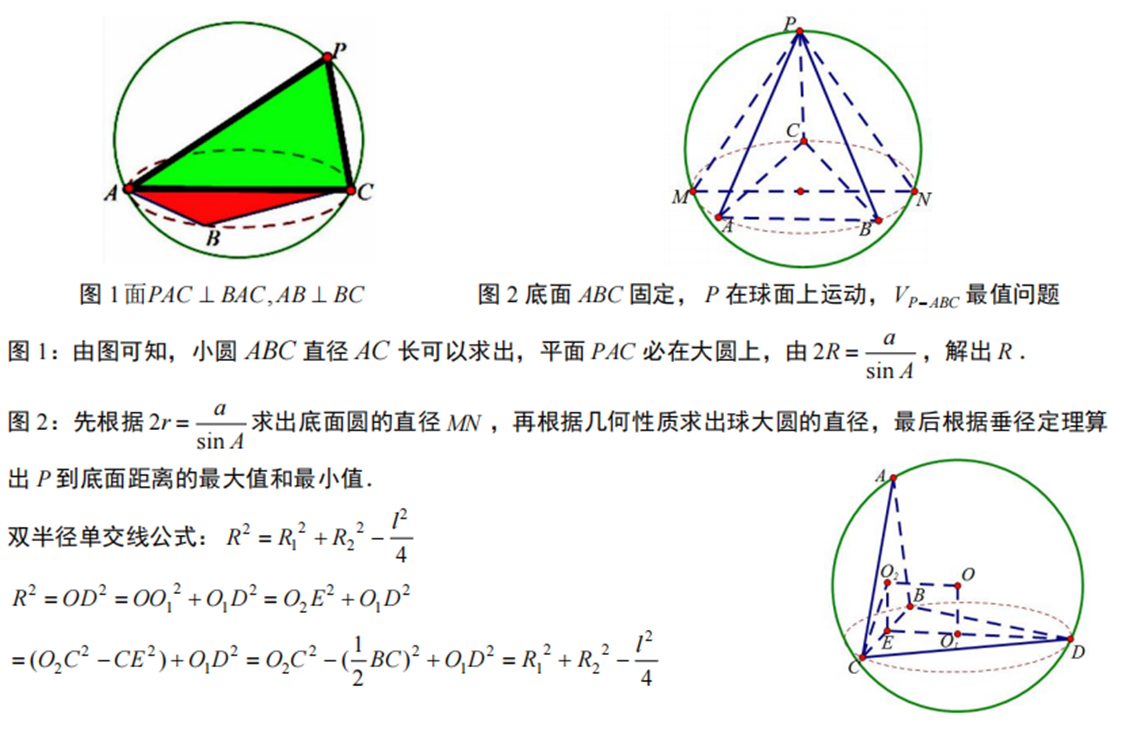 P
A
C
B
P
C
M
N
A
B
图 1 面PAC ⊥ BAC, AB ⊥ BC
图 2 底面 ABC 固定，P 在球面上运动，V_{P-ABC} 最值问题
图 1：由图可知，小圆 ABC 直径 AC 长可以求出，平面 PAC 必在大圆上，由 2R = \frac{a}{\sin A}，解出 R．
图 2：先根据 2r = \frac{a}{\sin A} 求出底面圆的直径 MN，再根据几何性质求出球大圆的直径，最后根据垂径定理算
出 P 到底面距离的最大值和最小值．
双半径单交线公式：R^2 = R_1^2 + R_2^2 - \frac{l^2}{4}
R^2 = OD^2 = OO_1^2 + O_1D^2 = O_2E^2 + O_1D^2
= (O_2C^2 - CE^2) + O_1D^2 = O_2C^2 - (\frac{1}{2}BC)^2 + O_1D^2 = R_1^2 + R_2^2 - \frac{l^2}{4}
A
O_2
O
B
E
O_1
C
D